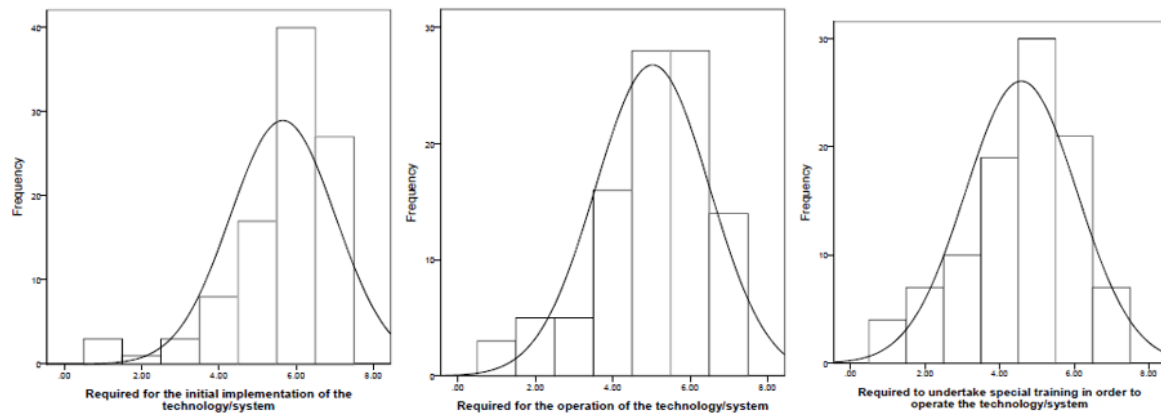 40
30
20
10
0
Frequency
.00 2.00 4.00 6.00 8.00
Required for the initial implementation of the
technology/system
30
20
10
0
Frequency
.00 2.00 4.00 6.00 8.00
Required for the operation of the technology/system
30
20
10
0
Frequency
.00 2.00 4.00 6.00 8.00
Required to undertake special training in order to
operate the technology/system